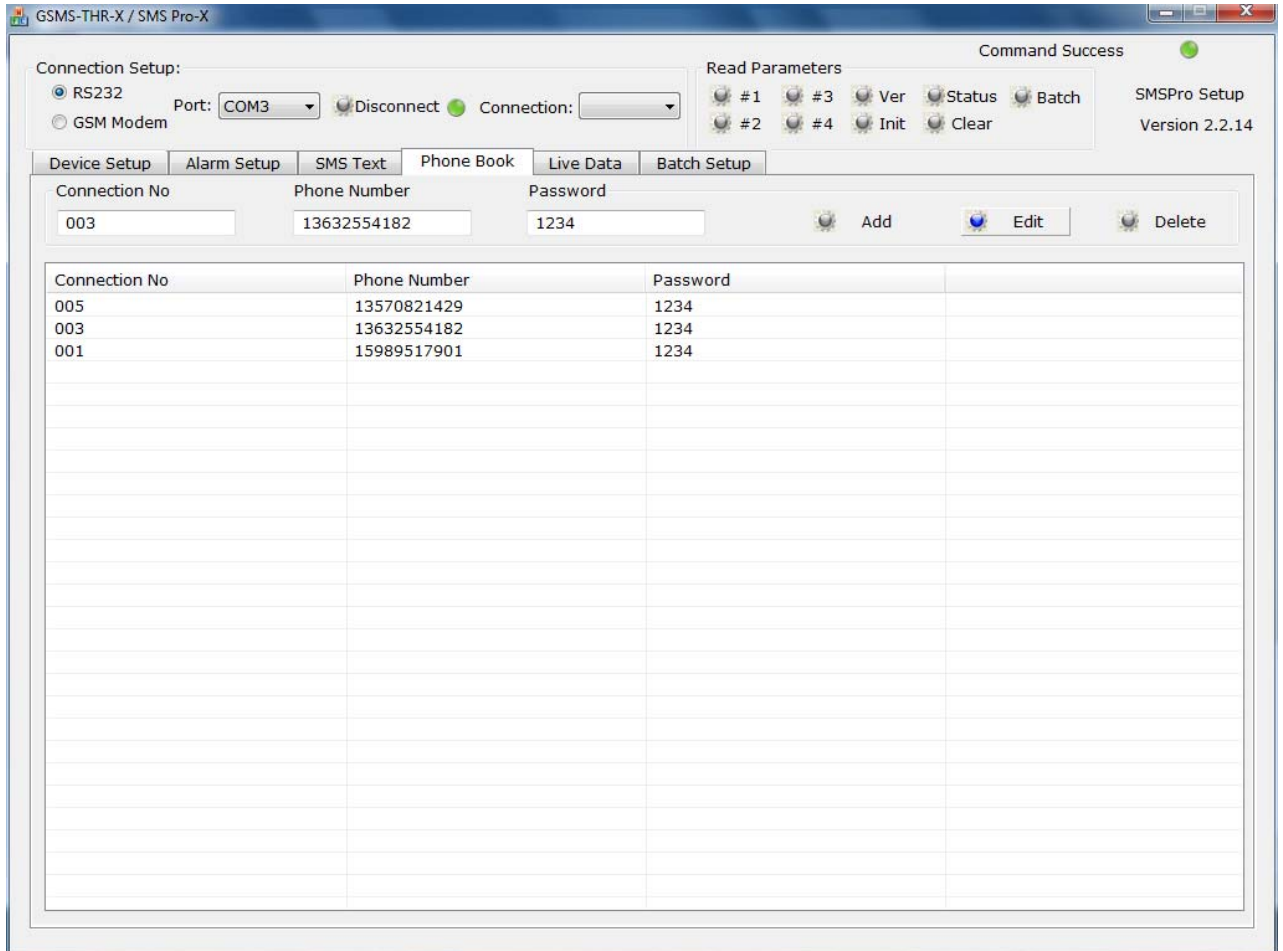 GSMS-THR-X / SMS Pro-X
Command Success
Connection Setup:
Read Parameters
RS232
Port: COM3 Disconnect Connection:
#1 #3 Ver Status Batch
SMSPro Setup
GSM Modem
#2 #4 Init Clear
Version 2.2.14
Device Setup Alarm Setup SMS Text Phone Book Live Data Batch Setup
Connection No Phone Number Password
003 13632554182 1234 Add Edit Delete
Connection No Phone Number Password
005 13570821429 1234
003 13632554182 1234
001 15989517901 1234